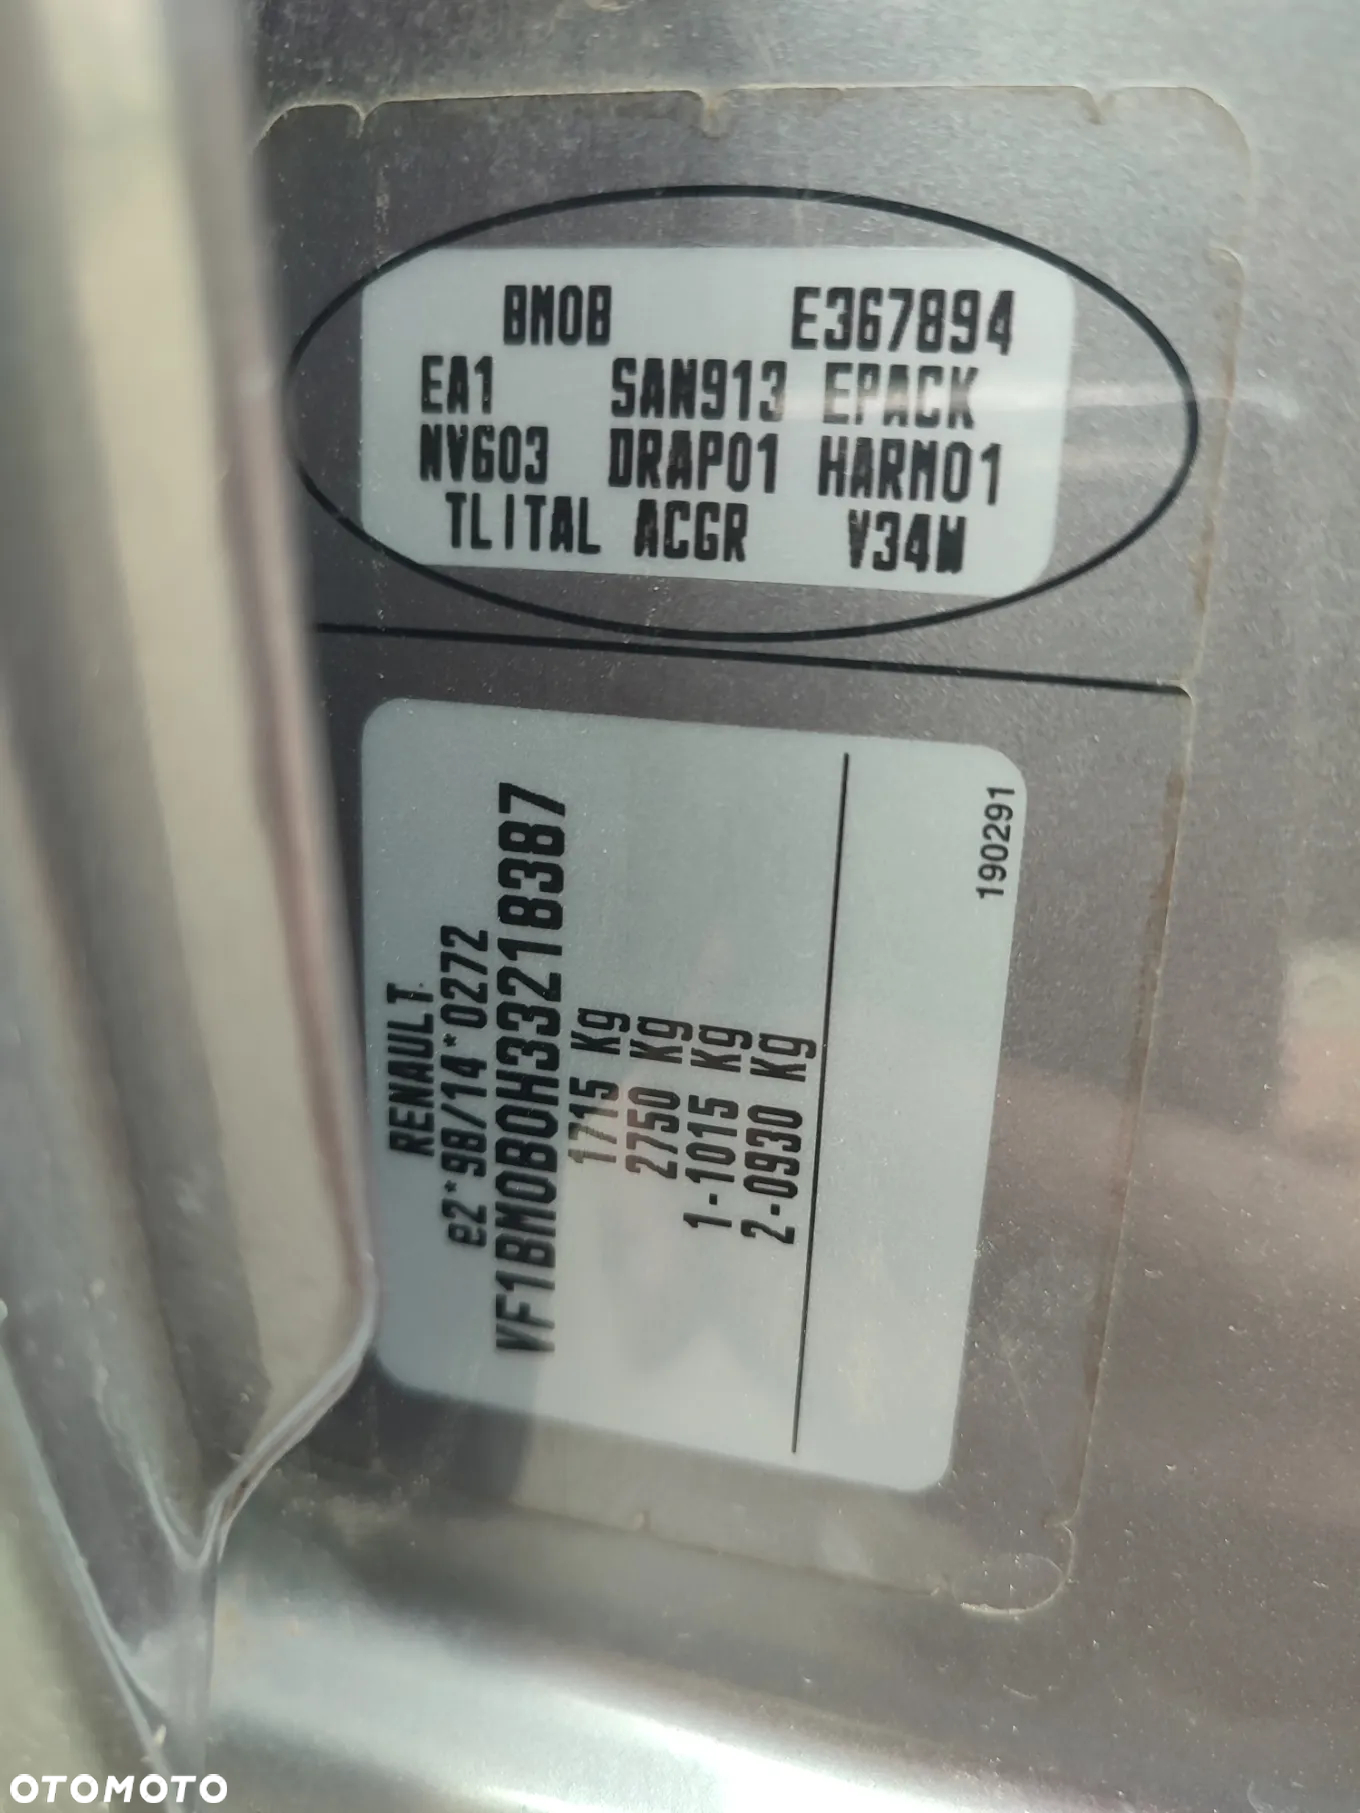 BM0B E367894
EA1 SAN913 EPACK
NV603 DRAP01 HARM01
TLITAL ACGR V34M
RENAULT
e2*98/14*0272
VF1BM0B0H33218387
1715 Kg
2750 Kg
1-1015 Kg
2-0930 Kg
190291
OTOMOTO